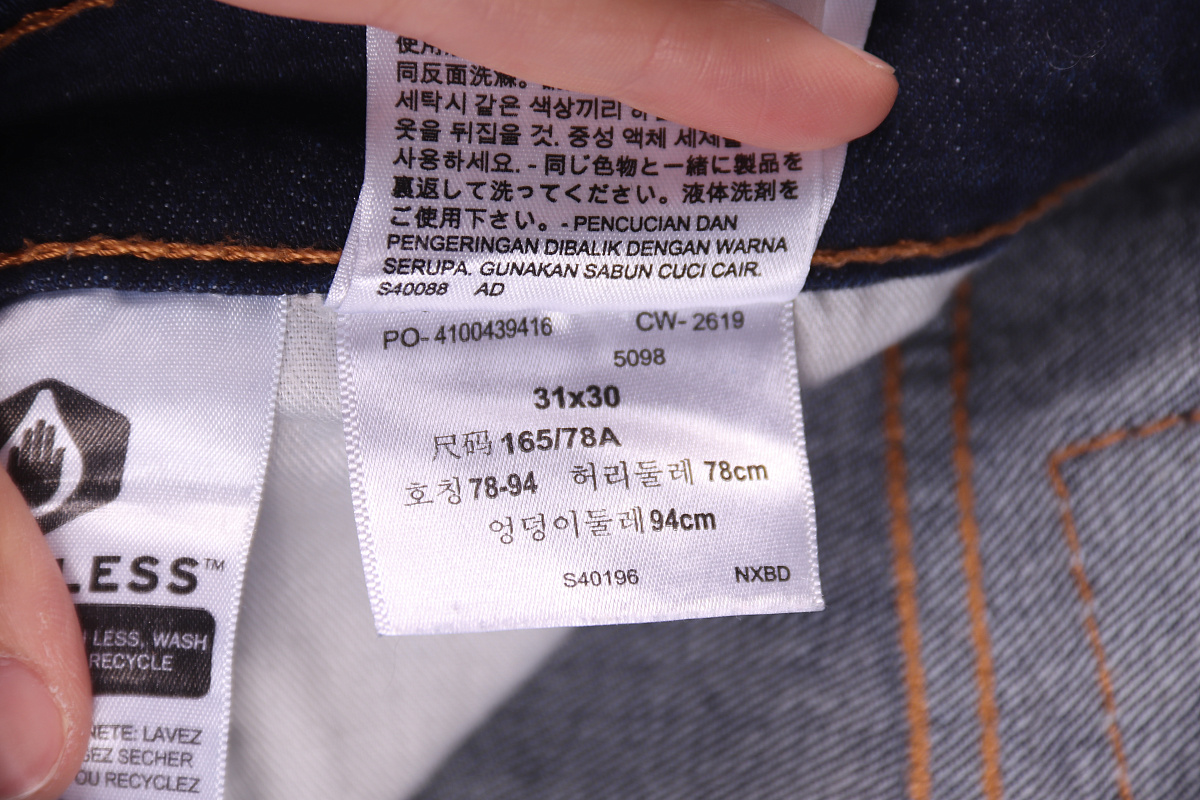 使用
同反面洗滌。
세탁시 같은 색상끼리
옷을 뒤집을 것. 중성 액체 세제를
사용하세요. - 同じ色物と一緒に製品を
裏返して洗ってください。液体洗剤を
ご使用下さい。- PENCUCIAN DAN
PENGERINGAN DIBALIK DENGAN WARNA
SERUPA. GUNAKAN SABUN CUCI CAIR.
S40088 AD
PO- 4100439416 CW- 2619
5098
31x30
尺码 165/78A
호칭 78-94 허리둘레 78cm
엉덩이둘레 94cm
S40196 NXBD
LESS™
LESS, WASH
RECYCLE
LAVEZ
SECHER
OU RECYCLEZ